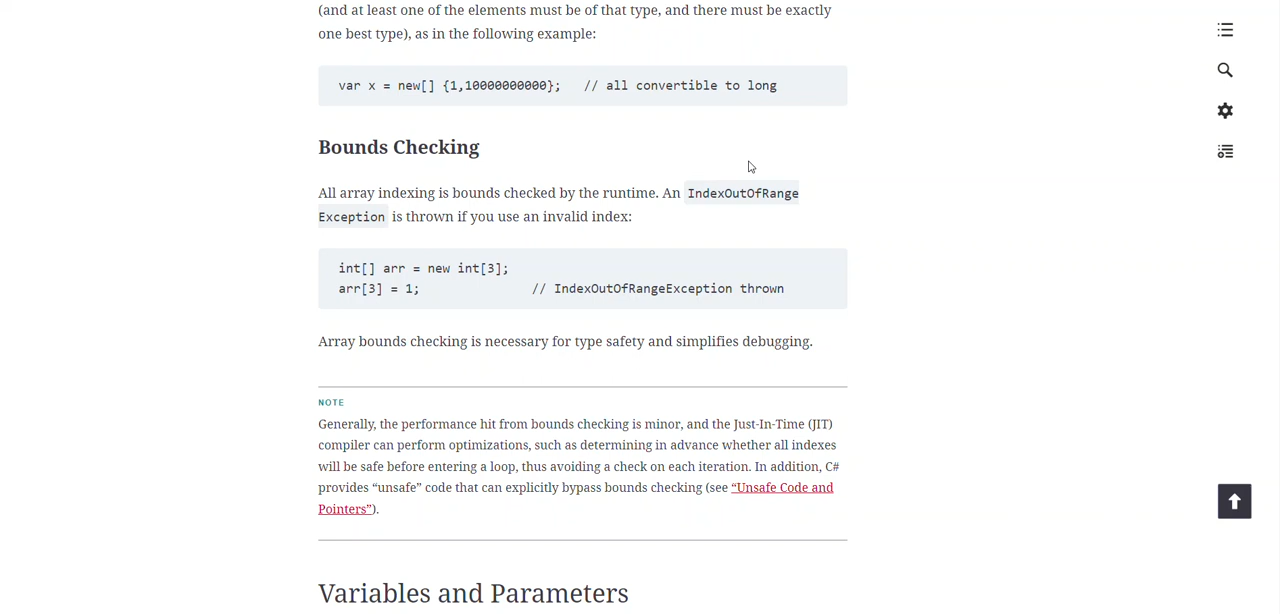 (and at least one of the elements must be of that type, and there must be exactly
one best type), as in the following example:
var x = new[] {1,10000000000};   // all convertible to long
Bounds Checking
All array indexing is bounds checked by the runtime. An IndexOutOfRange
Exception is thrown if you use an invalid index:
int[] arr = new int[3];
arr[3] = 1;               // IndexOutOfRangeException thrown
Array bounds checking is necessary for type safety and simplifies debugging.
NOTE
Generally, the performance hit from bounds checking is minor, and the Just-In-Time (JIT)
compiler can perform optimizations, such as determining in advance whether all indexes
will be safe before entering a loop, thus avoiding a check on each iteration. In addition, C#
provides “unsafe” code that can explicitly bypass bounds checking (see “Unsafe Code and
Pointers”).
Variables and Parameters